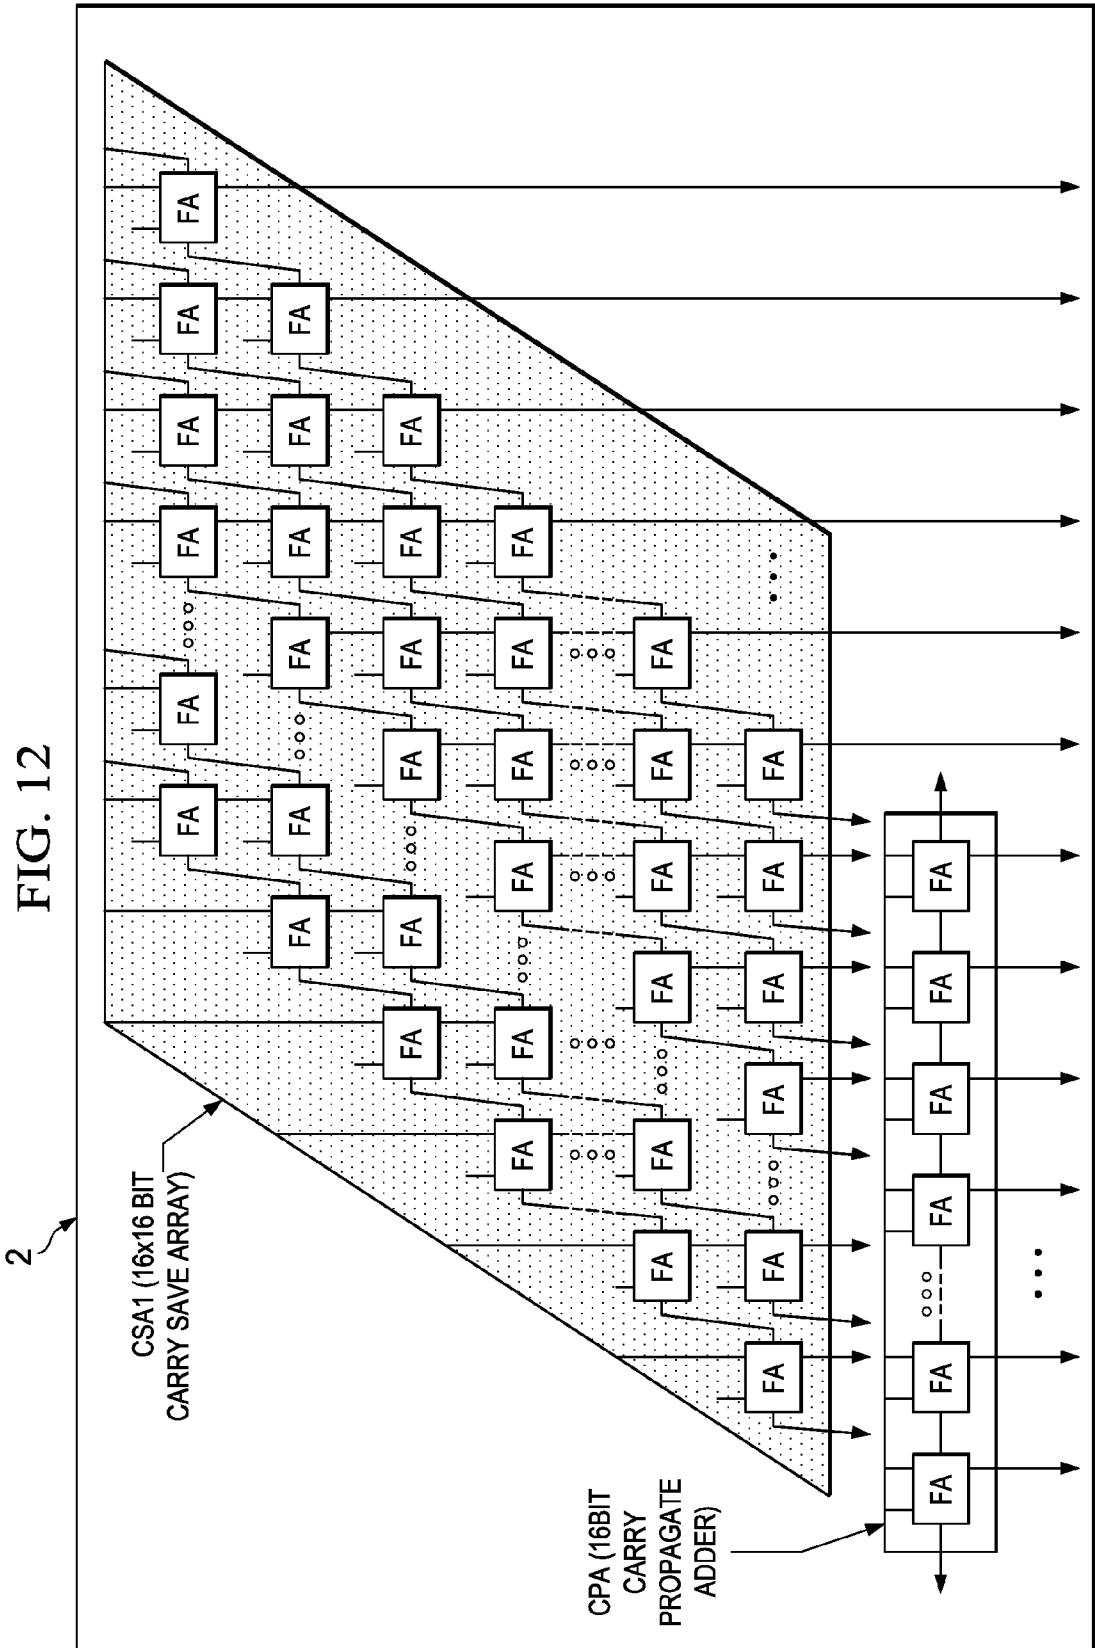 FIG. 12
2
CSA1 (16x16 BIT
CARRY SAVE ARRAY)
FA FA FA FA FA FA
FA FA FA FA FA FA
FA FA FA FA FA FA
FA FA FA FA FA FA
FA FA FA FA FA FA
FA FA FA FA FA FA
CPA (16BIT
CARRY
PROPAGATE
ADDER)
FA FA FA FA FA FA